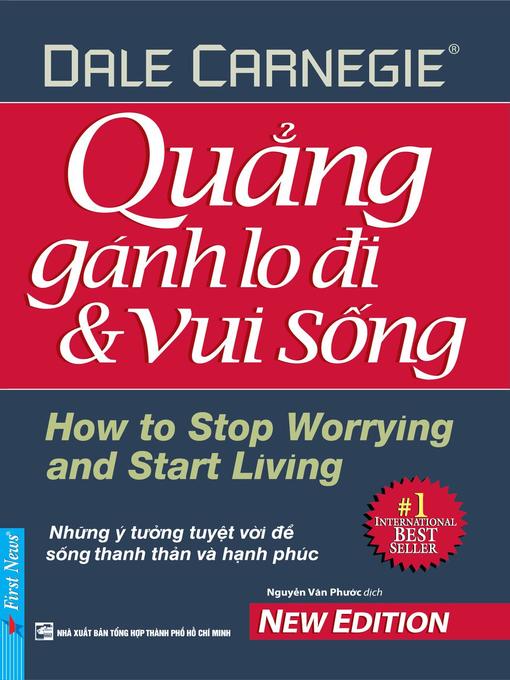 DALE CARNEGIE®
Quẳng
gánh lo đi
& Vui Sống
How to Stop Worrying
and Start Living
#1
INTERNATIONAL
BEST
SELLER
Những ý tưởng tuyệt vời để
sống thanh thản và hạnh phúc
First News®
Nguyễn Văn Phước dịch
NEW EDITION
NHÀ XUẤT BẢN TỔNG HỢP THÀNH PHỐ HỒ CHÍ MINH